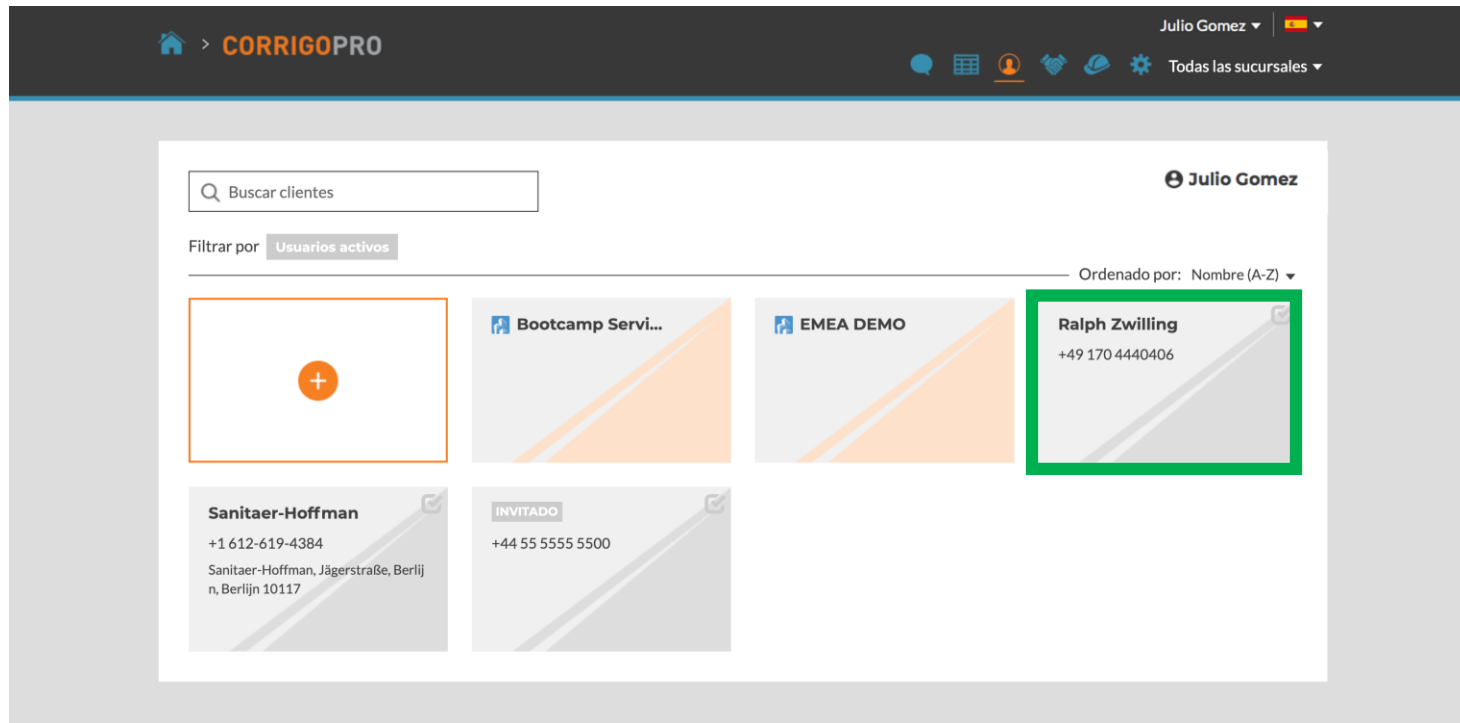 Julio Gomez
> CORRIGOPRO
Todas las sucursales
Buscar clientes
Julio Gomez
Filtrar por Usuarios activos
Ordenado por: Nombre (A-Z)
Bootcamp Servi...
EMEA DEMO
Ralph Zwilling
+49 170 4440406
Sanitaer-Hoffman
+1 612-619-4384
Sanitaer-Hoffman, Jägerstraße, Berlij
n, Berlijn 10117
INVITADO
+44 55 5555 5500